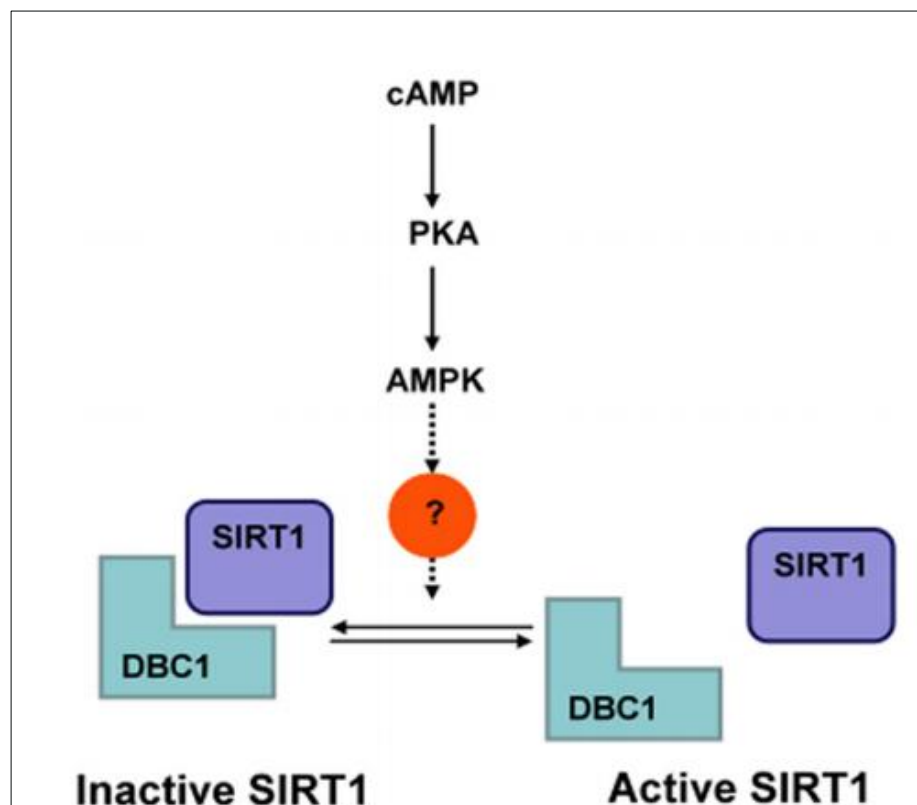 cAMP
PKA
AMPK
?
SIRT1
DBC1
SIRT1
DBC1
Inactive SIRT1
Active SIRT1